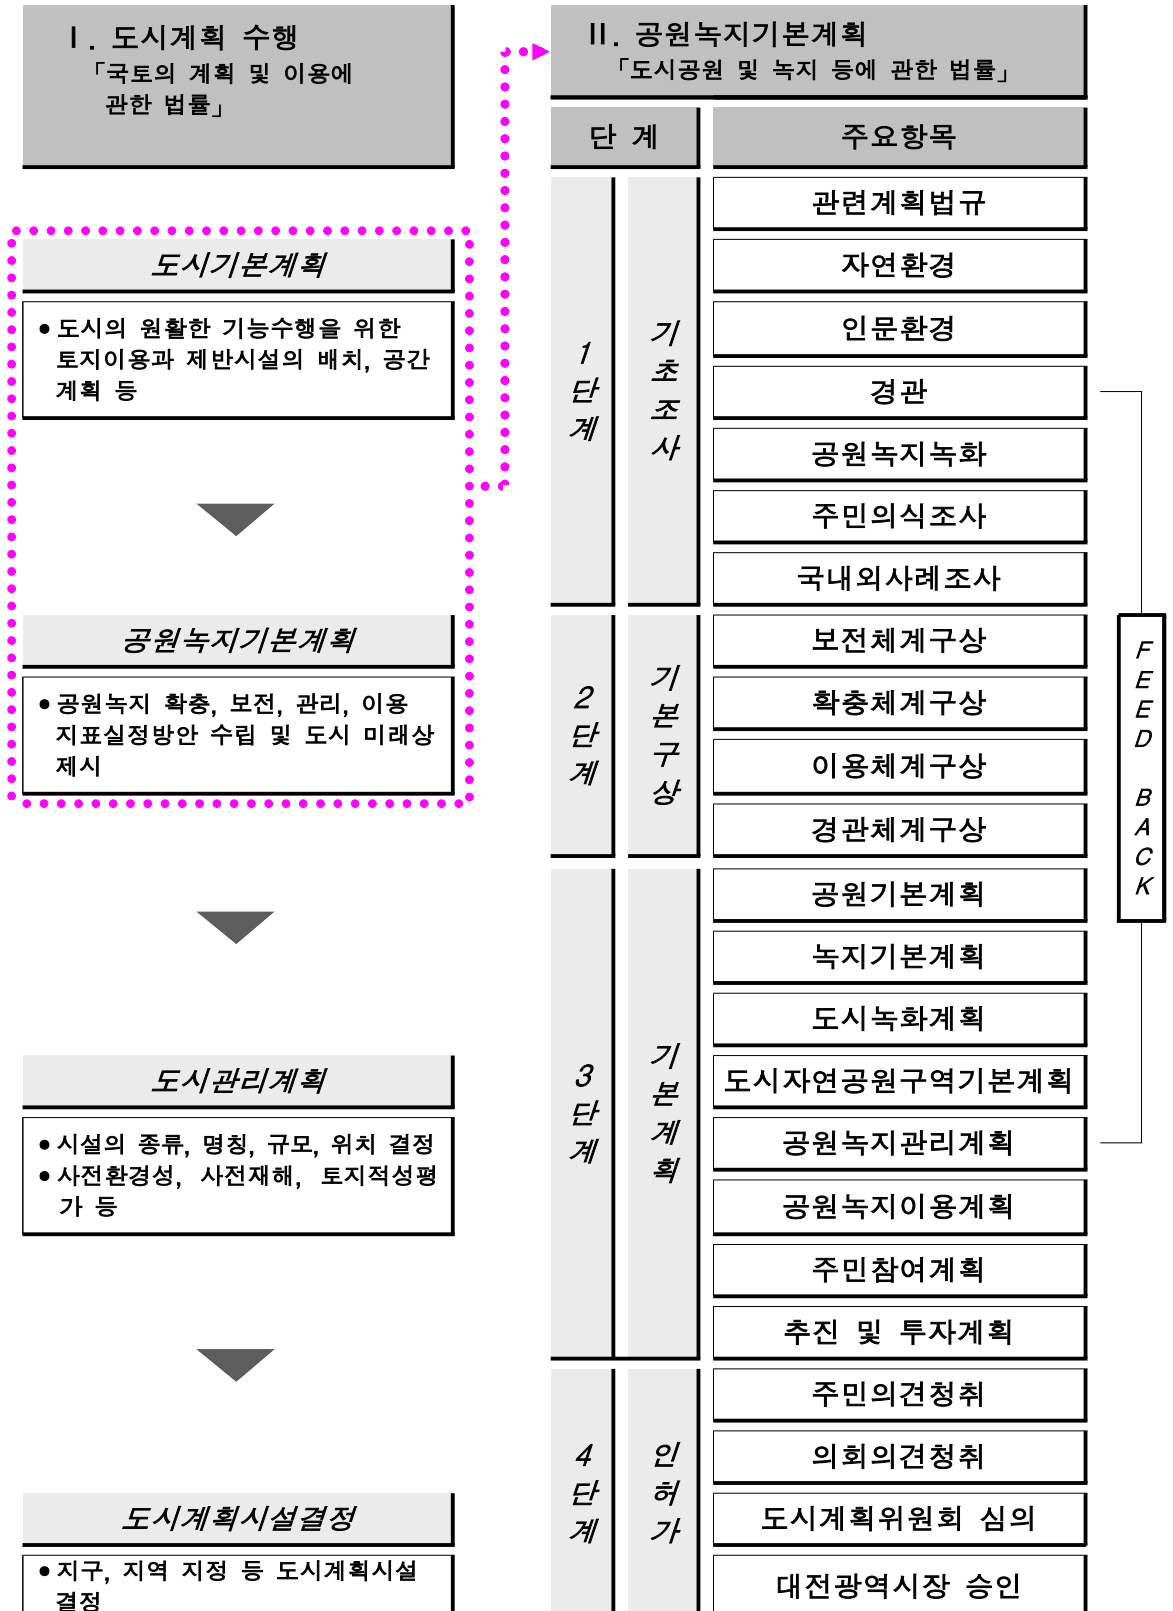 Ⅰ. 도시계획 수행
「국토의 계획 및 이용에
관한 법률」
도시기본계획
● 도시의 원활한 기능수행을 위한
토지이용과 제반시설의 배치, 공간
계획 등
공원녹지기본계획
● 공원녹지 확충, 보전, 관리, 이용
지표실정방안 수립 및 도시 미래상
제시
도시관리계획
● 시설의 종류, 명칭, 규모, 위치 결정
● 사전환경성, 사전재해, 토지적성평
가 등
도시계획시설결정
● 지구, 지역 지정 등 도시계획시설
결정
Ⅱ. 공원녹지기본계획
「도시공원 및 녹지 등에 관한 법률」
단 계
주요항목
1단계
기초조사
관련계획법규
자연환경
인문환경
경관
공원녹지녹화
주민의식조사
국내외사례조사
2단계
기본구상
보전체계구상
확충체계구상
이용체계구상
경관체계구상
3단계
기본계획
공원기본계획
녹지기본계획
도시녹화계획
도시자연공원구역기본계획
공원녹지관리계획
공원녹지이용계획
주민참여계획
추진 및 투자계획
4단계
인허가
주민의견청취
의회의견청취
도시계획위원회 심의
대전광역시장 승인
FEED BACK